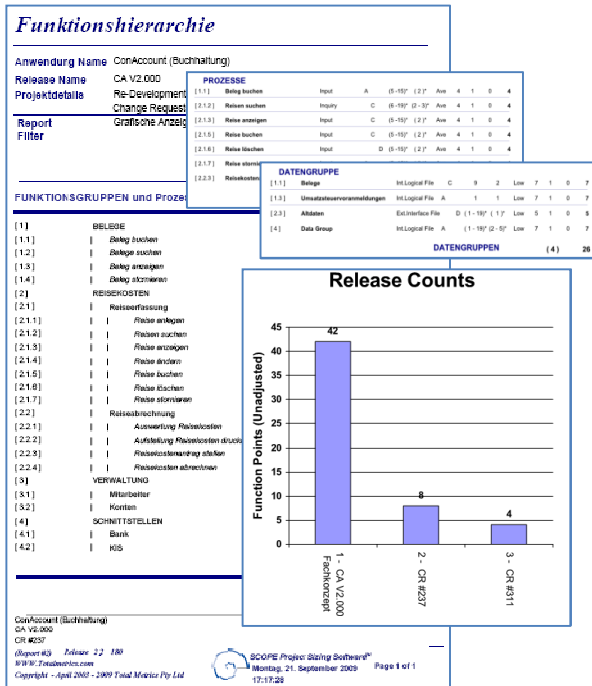 Funktionshierarchie
Anwendung Name ConAccount (Buchhaltung)
Release Name CA V2.000
Projektdetails Re-Development
Change Request
Report Grafische Anzeig
Filter
FUNKTIONSGRUPPEN und Proze
[ 1 ] BELEGE
[ 1.1 ] | Beleg buchen
[ 1.2 ] | Belege suchen
[ 1.3 ] | Beleg anzeigen
[ 1.4 ] | Beleg stornieren
[ 2 ] REISEKOSTEN
[ 2.1 ] | Reiseerfassung
[ 2.1.1 ] | | Reise anlegen
[ 2.1.2 ] | | Reisen suchen
[ 2.1.3 ] | | Reise anzeigen
[ 2.1.4 ] | | Reise ändern
[ 2.1.5 ] | | Reise buchen
[ 2.1.6 ] | | Reise löschen
[ 2.1.7 ] | | Reise stornieren
[ 2.2 ] | Reiseabrechnung
[ 2.2.1 ] | | Auswertung Reisekosten
[ 2.2.2 ] | | Aufstellung Reisekosten druck
[ 2.2.3 ] | | Reisekostenantrag stellen
[ 2.2.4 ] | | Reisekosten abrechnen
[ 3 ] VERWALTUNG
[ 3.1 ] | Mitarbeiter
[ 3.2 ] | Konten
[ 4 ] SCHNITTSTELLEN
[ 4.1 ] | Bank
[ 4.2 ] | KIS
PROZESSE
[ 1.1 ] Beleg buchen Input A (5 -15)* ( 2 )* Ave 4 1 0 4
[ 2.1.2 ] Reisen suchen Inquiry C (6 -19)* (2 - 3)* Ave 4 1 0 4
[ 2.1.3 ] Reise anzeigen Input C (5 -15)* ( 2 )* Ave 4 1 0 4
[ 2.1.5 ] Reise buchen Input C (5 -15)* ( 2 )* Ave 4 1 0 4
[ 2.1.6 ] Reise löschen Input D (5 -15)* ( 2 )* Ave 4 1 0 4
[ 2.1.7 ] Reise stornie
[ 2.2.3 ] Reisekosten
DATENGRUPPE
[ 1.1 ] Belege Int.Logical File C 9 2 Low 7 1 0 7
[ 1.3 ] Umsatzsteuervoranmeldungen Int.Logical File A 1 1 Low 7 1 0 7
[ 2.3 ] Altdaten Ext.Interface File D ( 1 - 19)* ( 1 )* Low 5 1 0 5
[ 4 ] Data Group Int.Logical File A ( 1 - 19)* (2 - 5)* Low 7 1 0 7
DATENGRUPPEN ( 4 ) 26
Release Counts
Function Points (Unadjusted)
45
40
35
30
25
20
15
10
5
0
42
8
4
1 - CA V2.000 Fachkonzept
2 - CR #237
3 - CR #311
ConAccount (Buchhaltung)
CA V2.000
CR #237
(Report #3) Release 2.2 180
WWW.Totalmetrics.com
Copyright - April 2003 - 2009 Total Metrics Pty Ltd
SCOPE Project Sizing Software™
Montag, 21. September 2009
17:17:28
Page 1 of 1